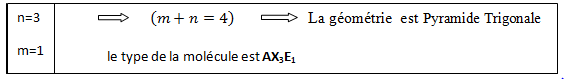 n=3 ⟹ (m + n = 4) ⟹ La géométrie est Pyramide Trigonale
m=1 le type de la molécule est AX₃E₁